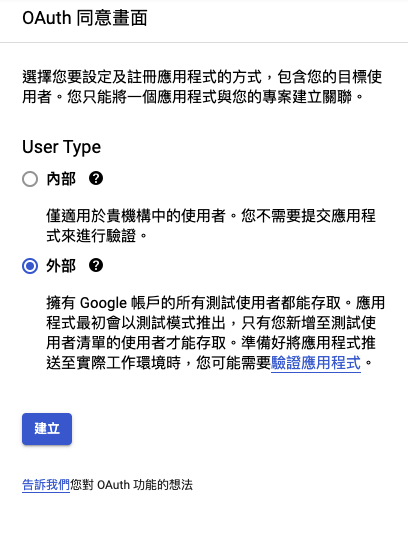 OAuth 同意畫面
選擇您要設定及註冊應用程式的方式，包含您的目標使
用者。您只能將一個應用程式與您的專案建立關聯。
User Type
內部
僅適用於貴機構中的使用者。您不需要提交應用程
式來進行驗證。
外部
擁有 Google 帳戶的所有測試使用者都能存取。應用
程式最初會以測試模式推出，只有您新增至測試使
用者清單的使用者才能存取。準備好將應用程式推
送至實際工作環境時，您可能需要驗證應用程式。
建立
告訴我們您對 OAuth 功能的想法